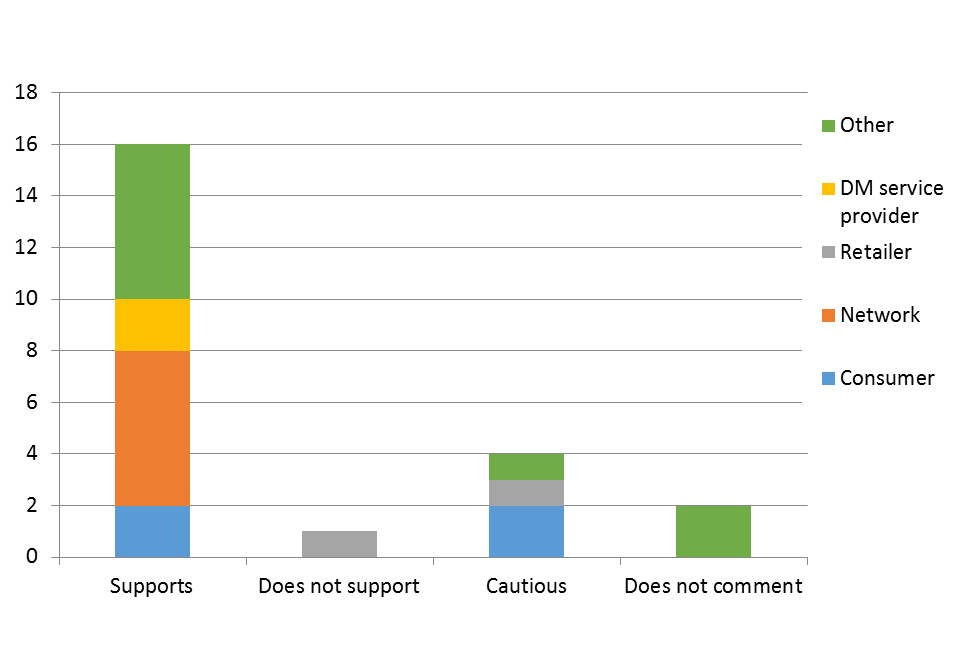 18
16
14
12
10
8
6
4
2
0
Supports
Does not support
Cautious
Does not comment
Other
DM service
provider
Retailer
Network
Consumer